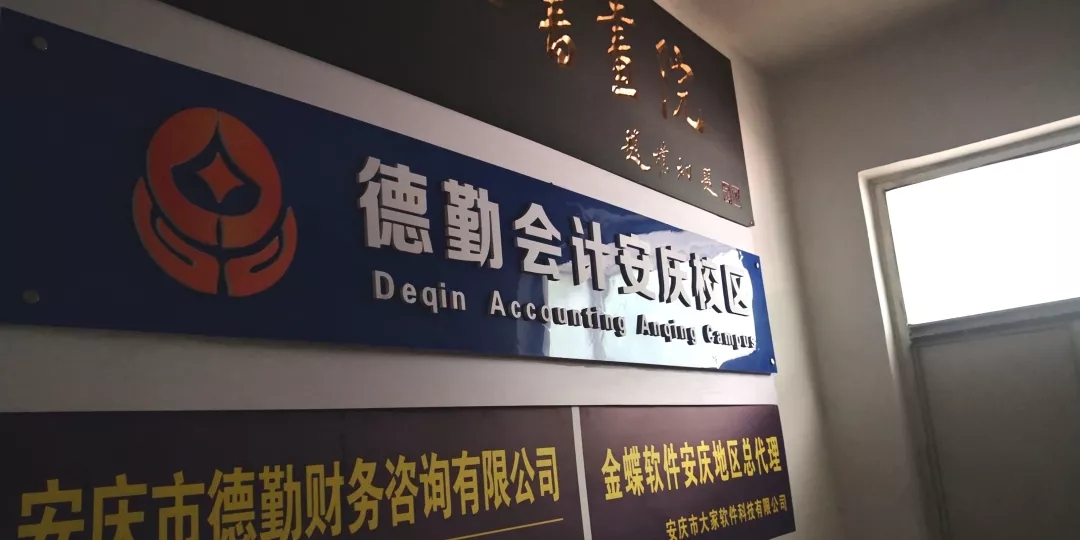 書画院
德勤会计安庆校区
Deqin Accounting Anqing Campus
安庆市德勤财务咨询有限公司
金蝶软件安庆地区总代理
安庆市大家软件科技有限公司